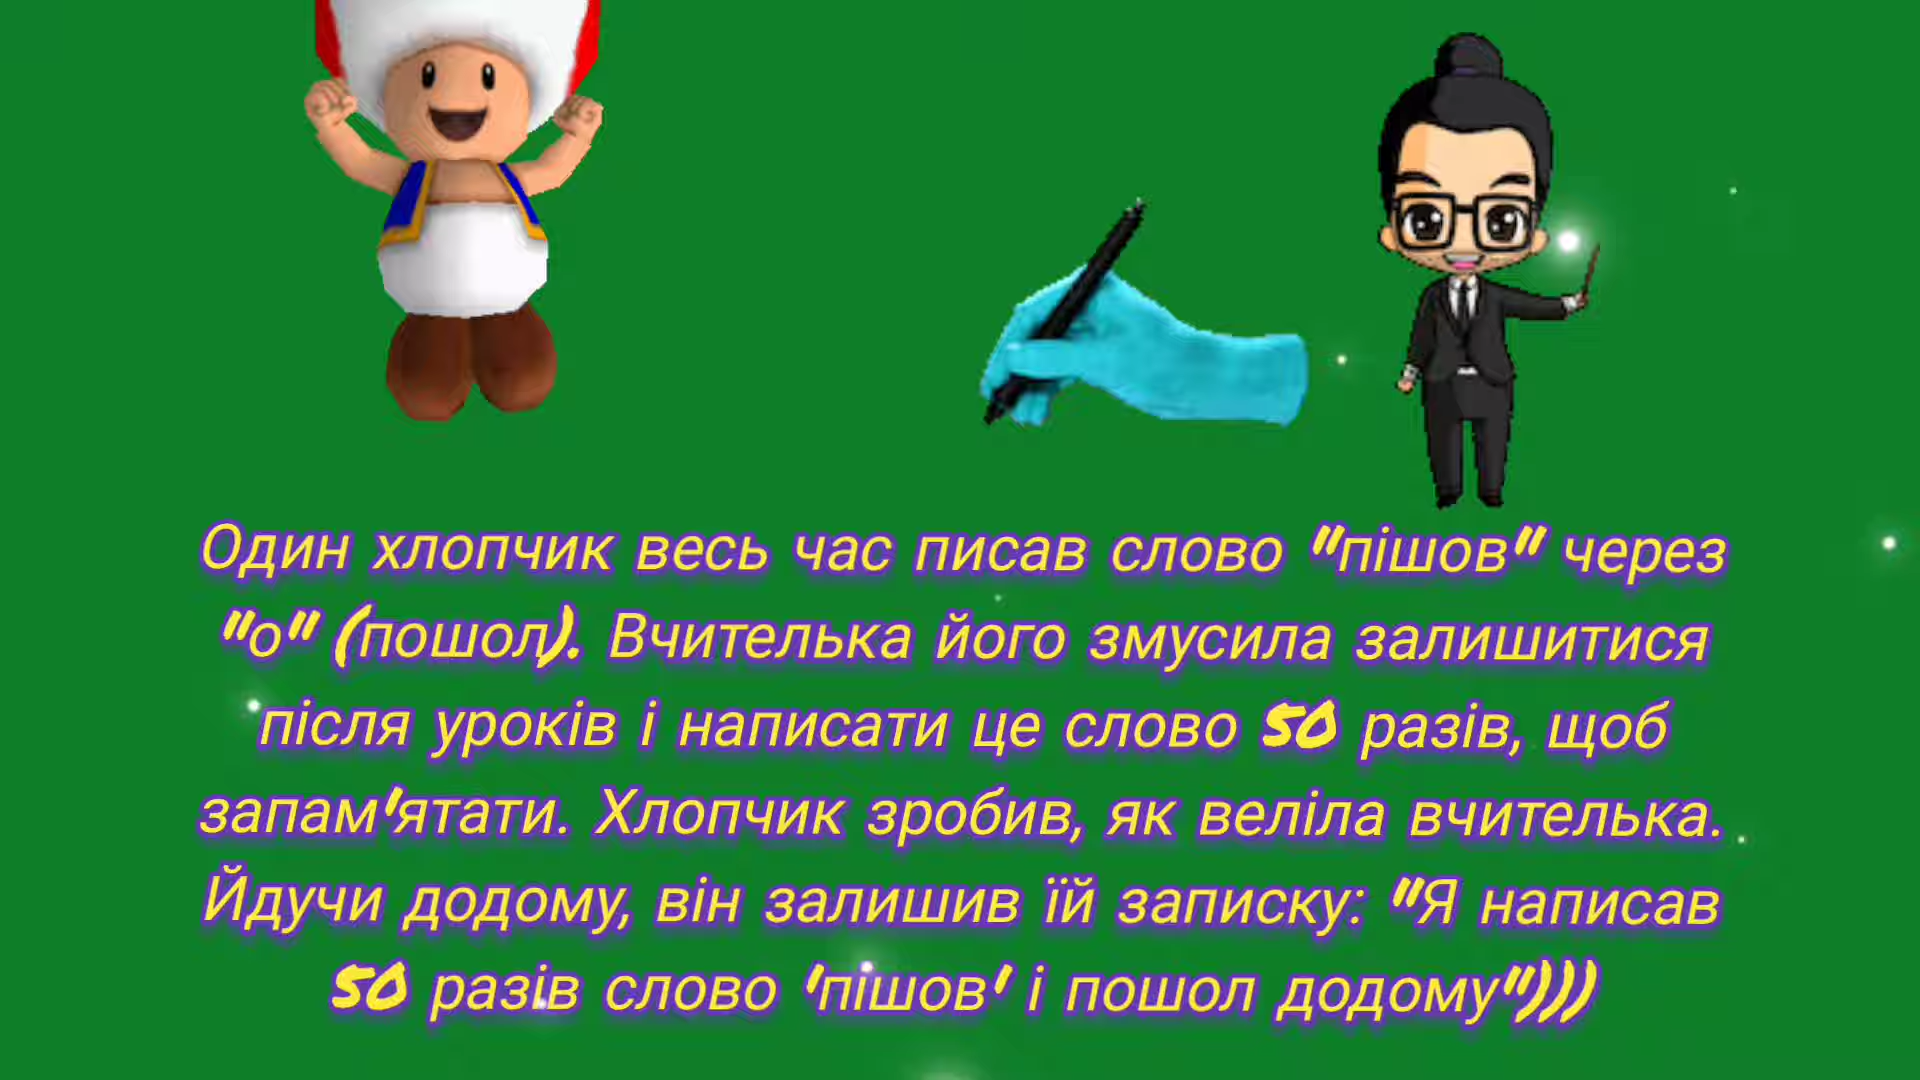 Один хлопчик весь час писав слово "пішов" через
"о" (пошол). Вчителька його змусила залишитися
після уроків і написати це слово 50 разів, щоб
запам'ятати. Хлопчик зробив, як веліла вчителька.
Йдучи додому, він залишив їй записку: "Я написав
50 разів слово 'пішов' і пошол додому")))